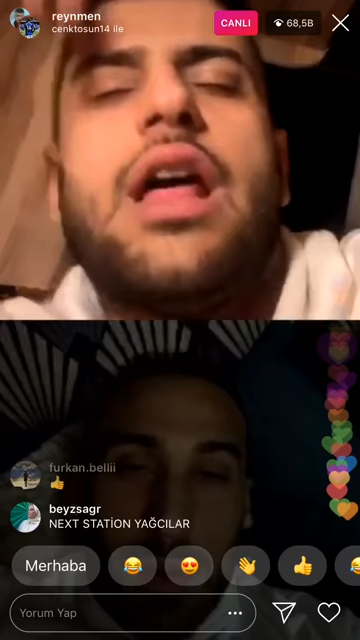 reynmen
cenktosun14 ile
CANLI
68,5B
furkan.bellii
👍
beyzsagr
NEXT STATİON YAĞCILAR
Merhaba 😂 😍 👋 👍 😂
Yorum Yap